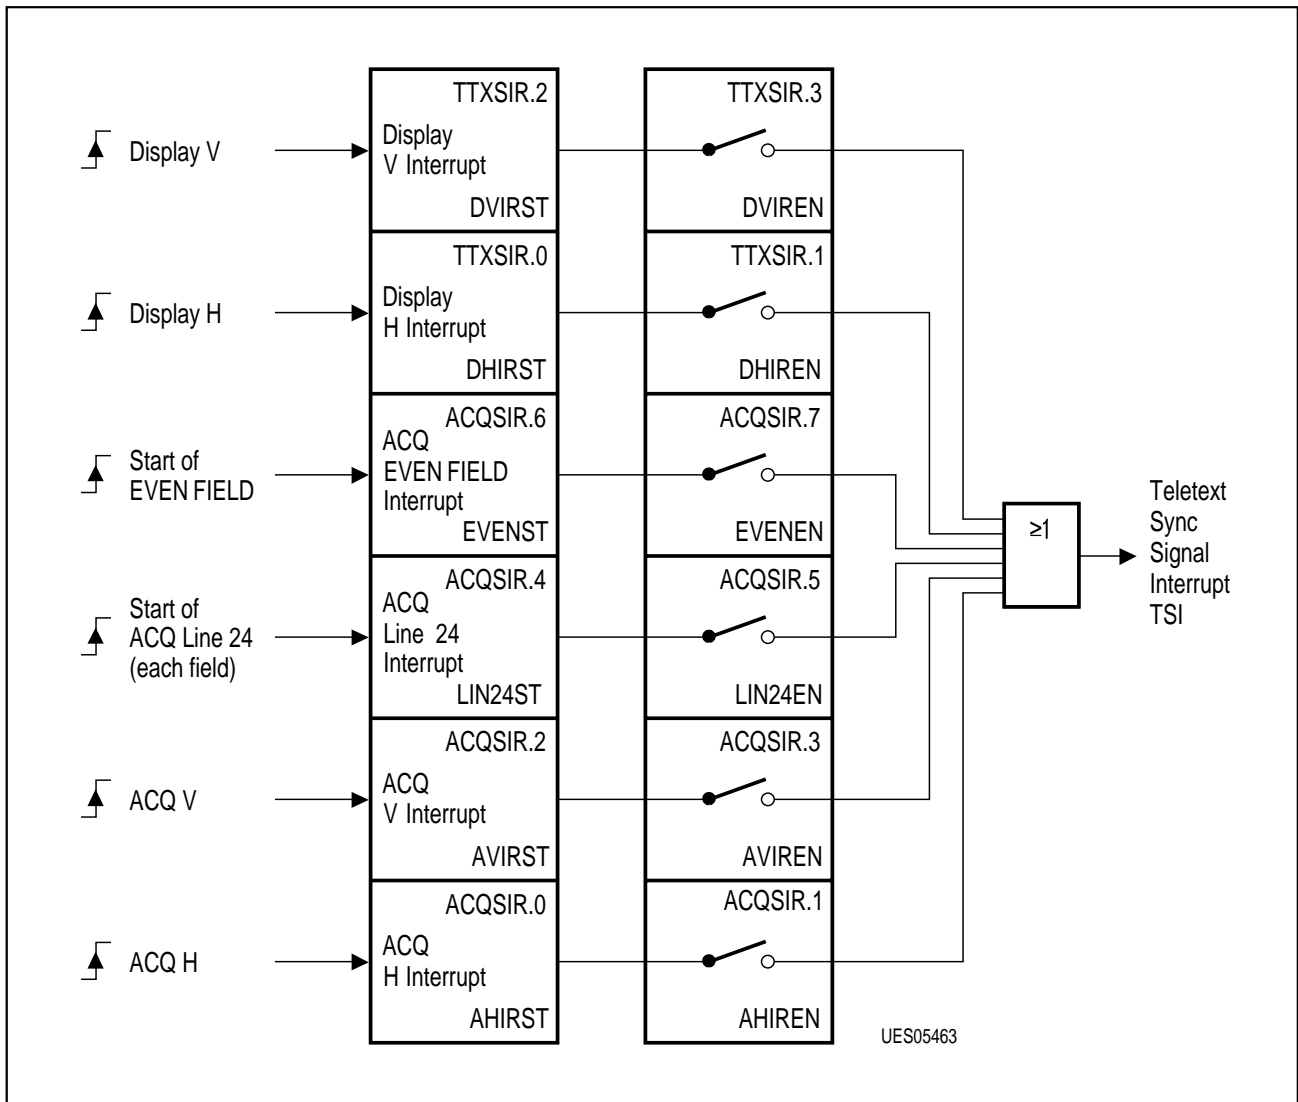 Display V
TTXSIR.2
Display
V Interrupt
DVIRST
TTXSIR.3
DVIREN
Display H
TTXSIR.0
Display
H Interrupt
DHIRST
TTXSIR.1
DHIREN
Start of
EVEN FIELD
ACQSIR.6
ACQ
EVEN FIELD
Interrupt
EVENST
ACQSIR.7
EVENEN
Start of
ACQ Line 24
(each field)
ACQSIR.4
ACQ
Line 24
Interrupt
LIN24ST
ACQSIR.5
LIN24EN
ACQ V
ACQSIR.2
ACQ
V Interrupt
AVIRST
ACQSIR.3
AVIREN
ACQ H
ACQSIR.0
ACQ
H Interrupt
AHIRST
ACQSIR.1
AHIREN
≥1
Teletext
Sync
Signal
Interrupt
TSI
UES05463